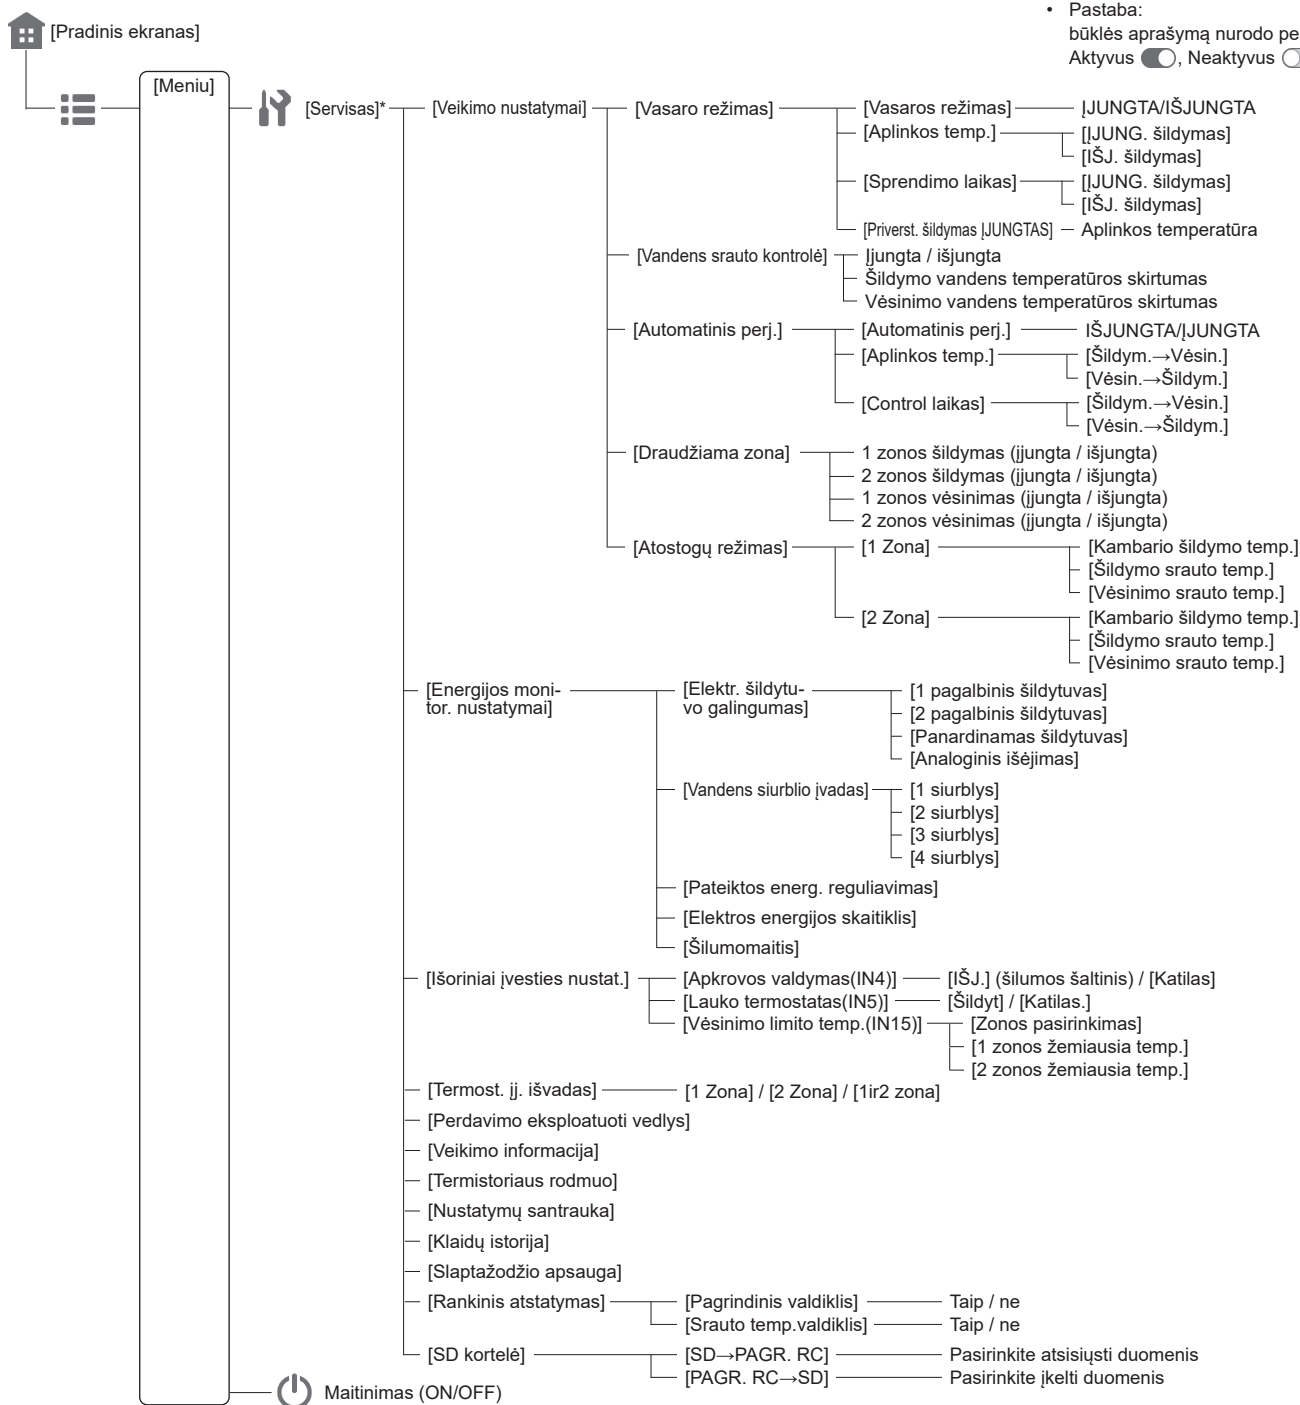 • Pastaba:
būklės aprašymą nurodo
Aktyvus , Neaktyvus
[Pradinis ekranas]
[Meniu]
[Servisas]*
[Veikimo nustatymai]
[Vasaro režimas]
[Vasaros režimas]
ĮJUNGTA/IŠJUNGTA
[Aplinkos temp.]
[ĮJUNG. šildymas]
[IŠJ. šildymas]
[Sprendimo laikas]
[ĮJUNG. šildymas]
[IŠJ. šildymas]
[Priverst. šildymas ĮJUNGTAS]
Aplinkos temperatūra
[Vandens srauto kontrolė]
Įjungta / išjungta
Šildymo vandens temperatūros skirtumas
Vėsinimo vandens temperatūros skirtumas
[Automatinis perj.]
[Automatinis perj.]
IŠJUNGTA/ĮJUNGTA
[Aplinkos temp.]
[Šildym.→Vėsin.]
[Vėsin.→Šildym.]
[Control laikas]
[Šildym.→Vėsin.]
[Vėsin.→Šildym.]
[Draudžiama zona]
1 zonos šildymas (įjungta / išjungta)
2 zonos šildymas (įjungta / išjungta)
1 zonos vėsinimas (įjungta / išjungta)
2 zonos vėsinimas (įjungta / išjungta)
[Atostogų režimas]
[1 Zona]
[Kambario šildymo temp.]
[Šildymo srauto temp.]
[Vėsinimo srauto temp.]
[2 Zona]
[Kambario šildymo temp.]
[Šildymo srauto temp.]
[Vėsinimo srauto temp.]
[Energijos moni-
tor. nustatymai]
[Elektr. šildytu-
vo galingumas]
[1 pagalbinis šildytuvas]
[2 pagalbinis šildytuvas]
[Panardinamas šildytuvas]
[Analoginis išėjimas]
[Vandens siurblio įvadas]
[1 siurblys]
[2 siurblys]
[3 siurblys]
[4 siurblys]
[Pateiktos energ. reguliavimas]
[Elektros energijos skaitiklis]
[Šilumomaitis]
[Išoriniai įvesties nustat.]
[Apkrovos valdymas(IN4)]
[IŠJ.] (šilumos šaltinis) / [Katilas]
[Lauko termostatas(IN5)]
[Šildyt] / [Katilas.]
[Vėsinimo limito temp.(IN15)]
[Zonos pasirinkimas]
[1 zonos žemiausia temp.]
[2 zonos žemiausia temp.]
[Termost. įj. išvadas]
[1 Zona] / [2 Zona] / [1ir2 zona]
[Perdavimo eksploatuoti vedlys]
[Veikimo informacija]
[Termistoriaus rodmuo]
[Nustatymų santrauka]
[Klaidų istorija]
[Slaptažodžio apsauga]
[Rankinis atstatymas]
[Pagrindinis valdiklis]
Taip / ne
[Srauto temp.valdiklis]
Taip / ne
[SD kortelė]
[SD→PAGR. RC]
Pasirinkite atsisiųsti duomenis
[PAGR. RC→SD]
Pasirinkite įkelti duomenis
Maitinimas (ON/OFF)